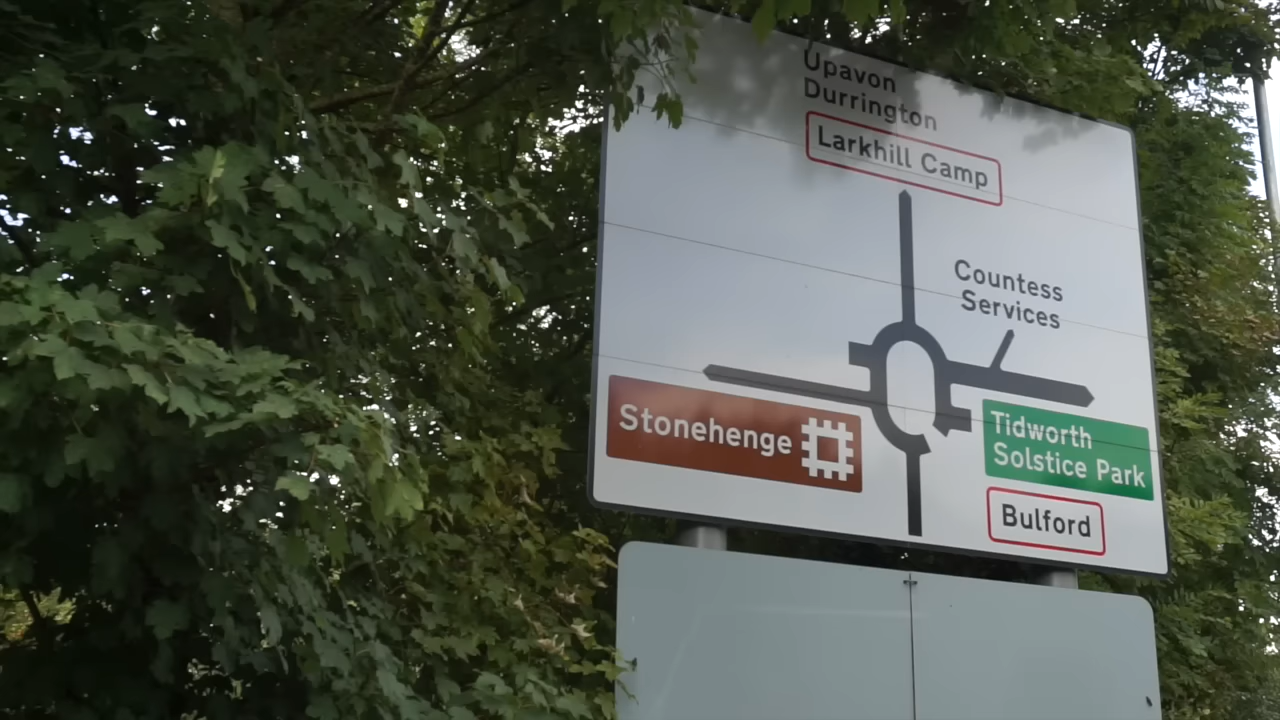 Upavon
Durrington
Larkhill Camp
Countess
Services
Stonehenge
Tidworth
Solstice Park
Bulford